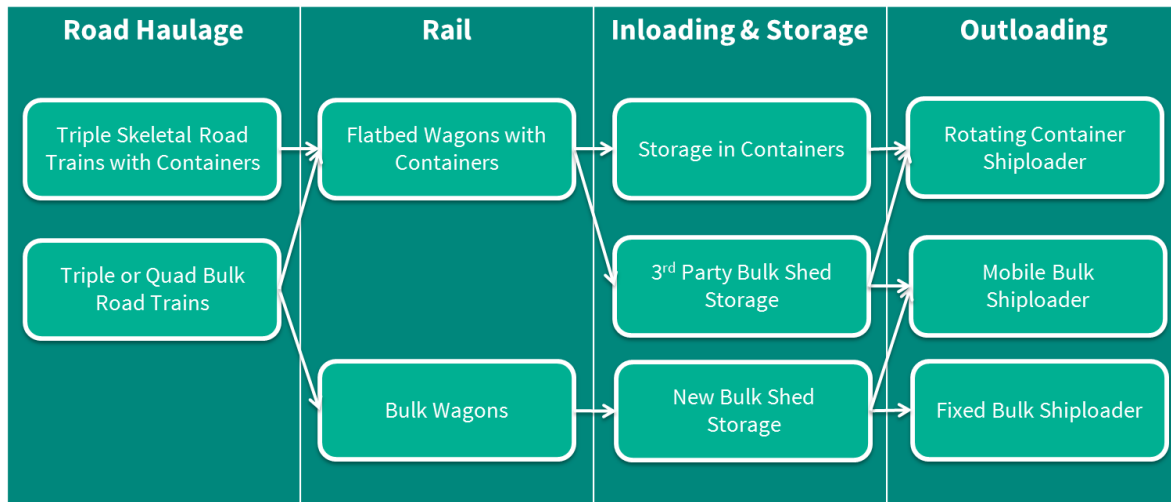 Road Haulage
Rail
Inloading & Storage
Outloading
Triple Skeletal Road
Trains with Containers
Flatbed Wagons with
Containers
Storage in Containers
Rotating Container
Shiploader
Triple or Quad Bulk
Road Trains
3rd Party Bulk Shed
Storage
Mobile Bulk
Shiploader
Bulk Wagons
New Bulk Shed
Storage
Fixed Bulk Shiploader